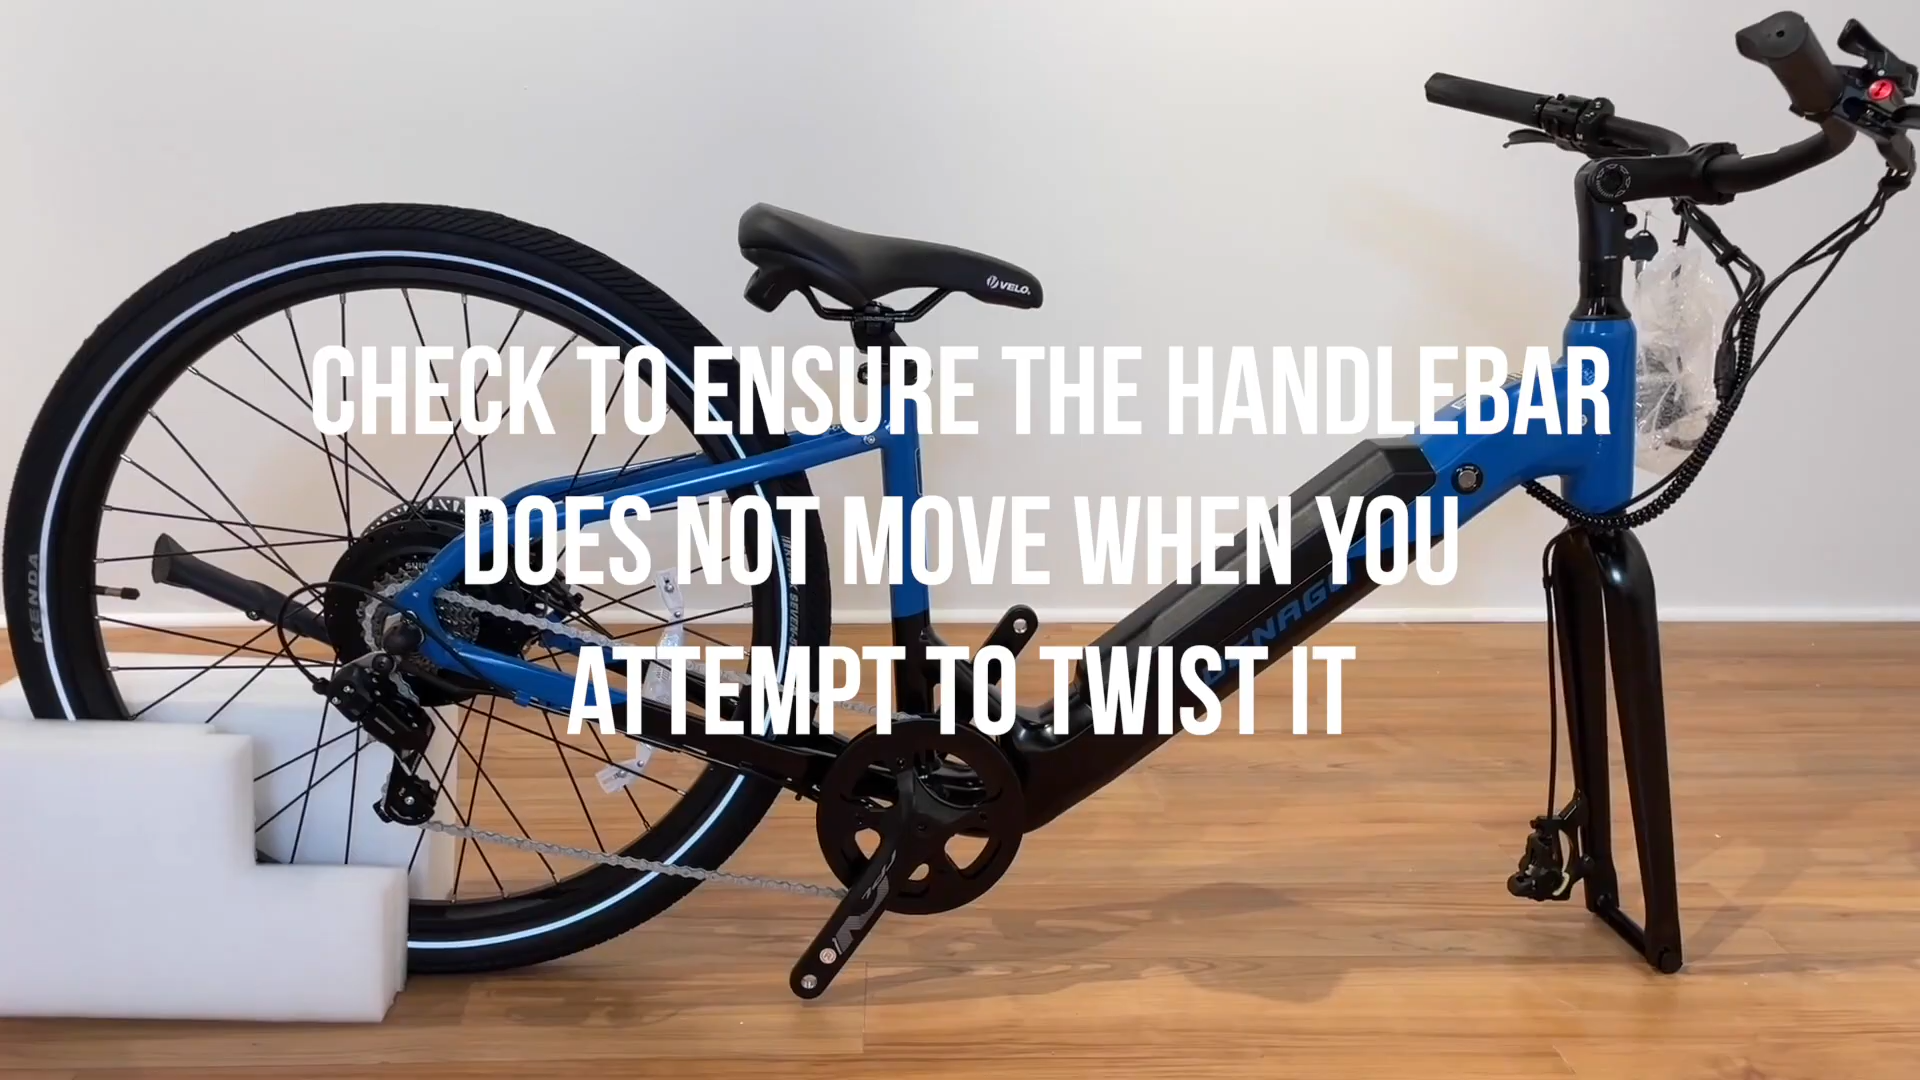 CHECK TO ENSURE THE HANDLEBAR
DOES NOT MOVE WHEN YOU
ATTEMPT TO TWIST IT
VELO
KENDA